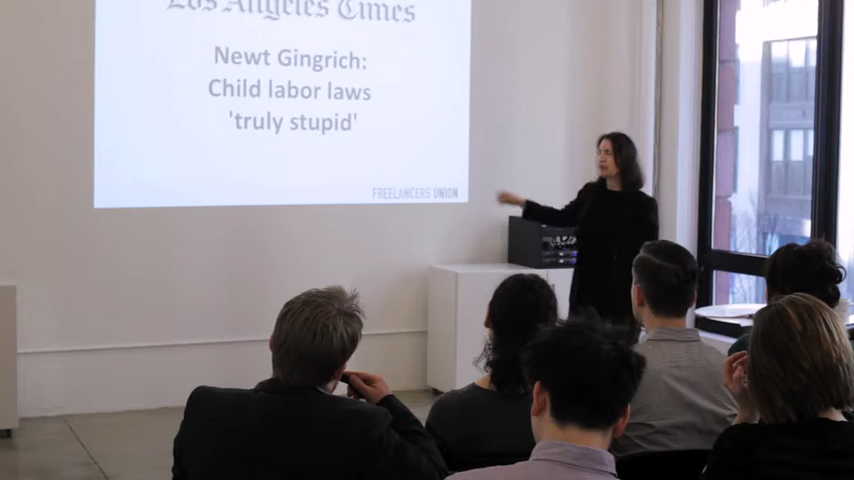 Los Angeles Times
Newt Gingrich:
Child labor laws
'truly stupid'
FREELANCERS UNION